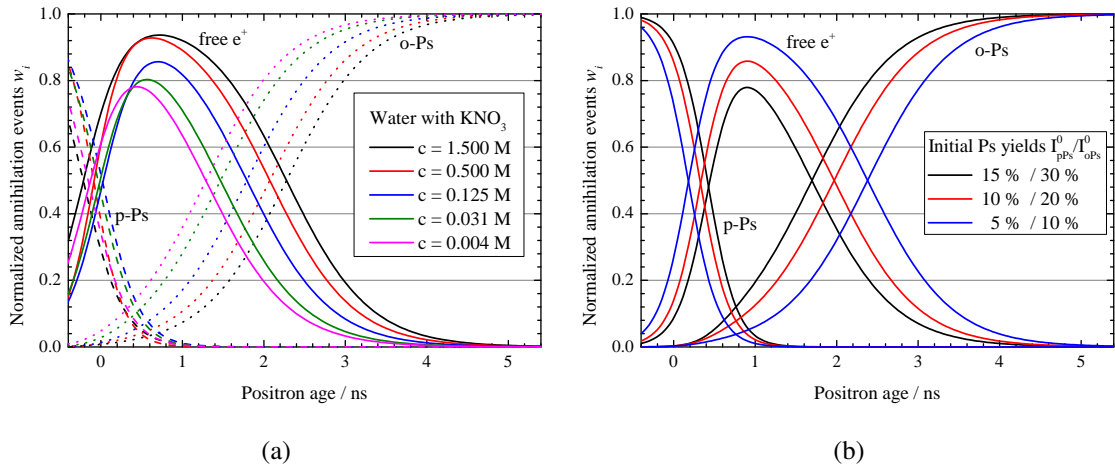 Normalized annihilation events w_i
1.0
0.8
0.6
0.4
0.2
0.0
free e⁺
o-Ps
p-Ps
Water with KNO₃
c = 1.500 M
c = 0.500 M
c = 0.125 M
c = 0.031 M
c = 0.004 M
0 1 2 3 4 5
Positron age / ns
(a)
Normalized annihilation events w_i
1.0
0.8
0.6
0.4
0.2
0.0
free e⁺
o-Ps
p-Ps
Initial Ps yields I⁰_pPs/I⁰_oPs
15 % / 30 %
10 % / 20 %
5 % / 10 %
0 1 2 3 4 5
Positron age / ns
(b)